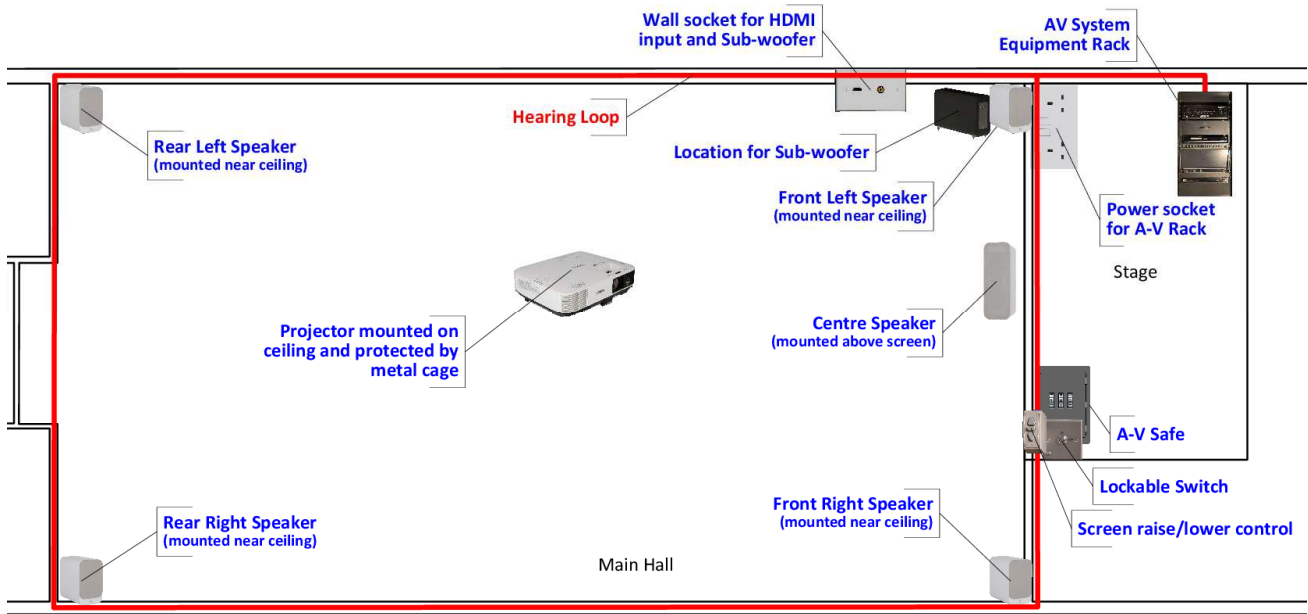 Wall socket for HDMI
input and Sub-woofer
AV System
Equipment Rack
Hearing Loop
Rear Left Speaker
(mounted near ceiling)
Location for Sub-woofer
Front Left Speaker
(mounted near ceiling)
Power socket
for A-V Rack
Stage
Projector mounted on
ceiling and protected by
metal cage
Centre Speaker
(mounted above screen)
A-V Safe
Lockable Switch
Screen raise/lower control
Rear Right Speaker
(mounted near ceiling)
Front Right Speaker
(mounted near ceiling)
Main Hall